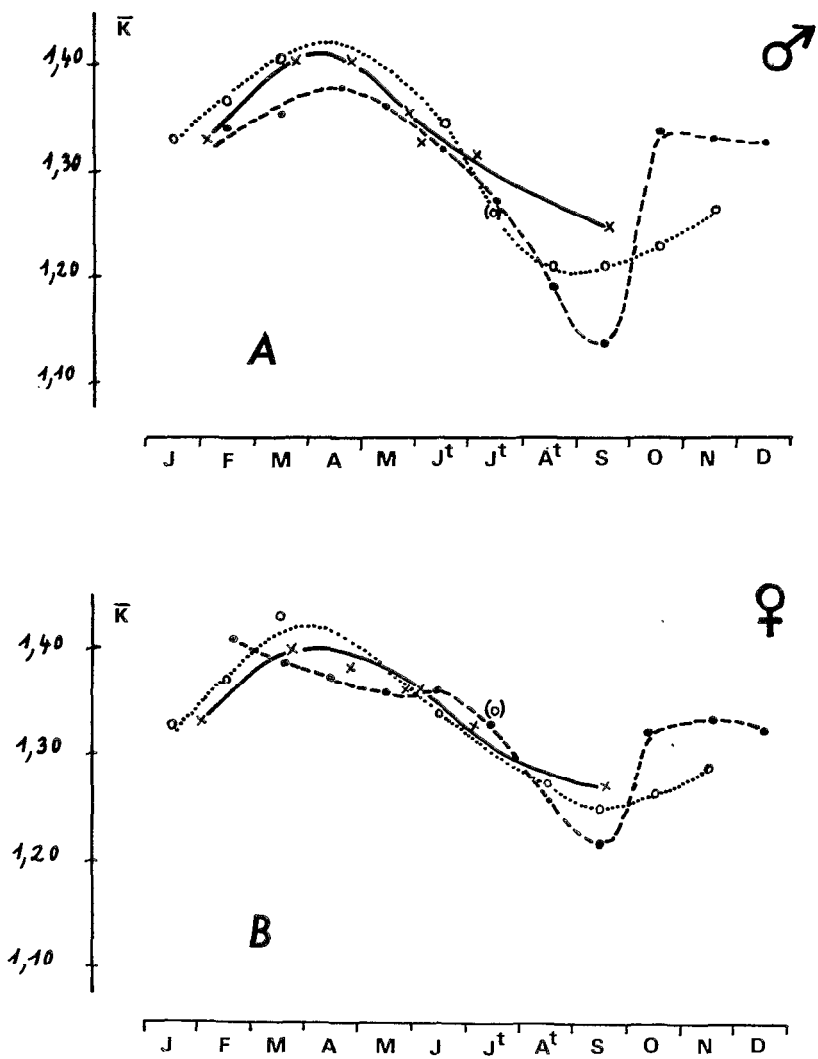 K̅
♂
1,40
1,30
1,20
A
1,10
J F M A M Jᵗ Jᵗ Aᵗ S O N D
♀
K̅
1,40
1,30
1,20
B
1,10
J F M A M J Jᵗ Aᵗ S O N D